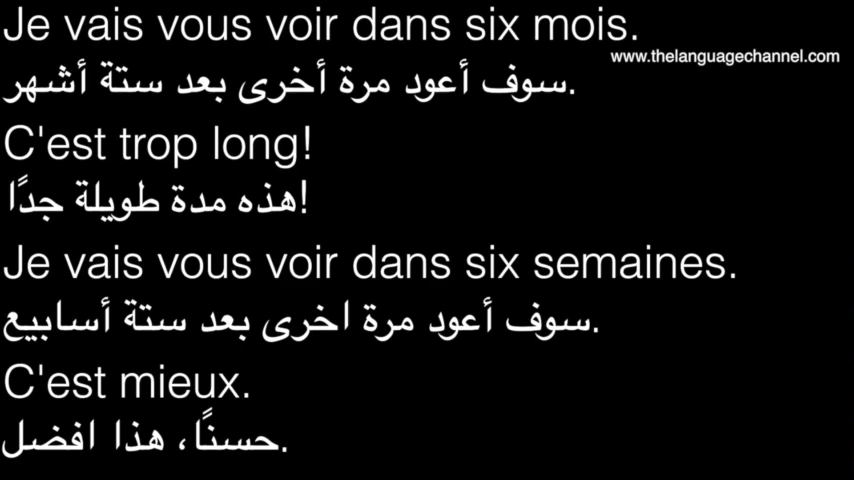 Je vais vous voir dans six mois.
www.thelanguagechannel.com
سوف أعود مرة أخرى بعد ستة أشهر.
C'est trop long!
هذه مدة طويلة جدًا!
Je vais vous voir dans six semaines.
سوف أعود مرة اخرى بعد ستة أسابيع.
C'est mieux.
حسنًا، هذا افضل.